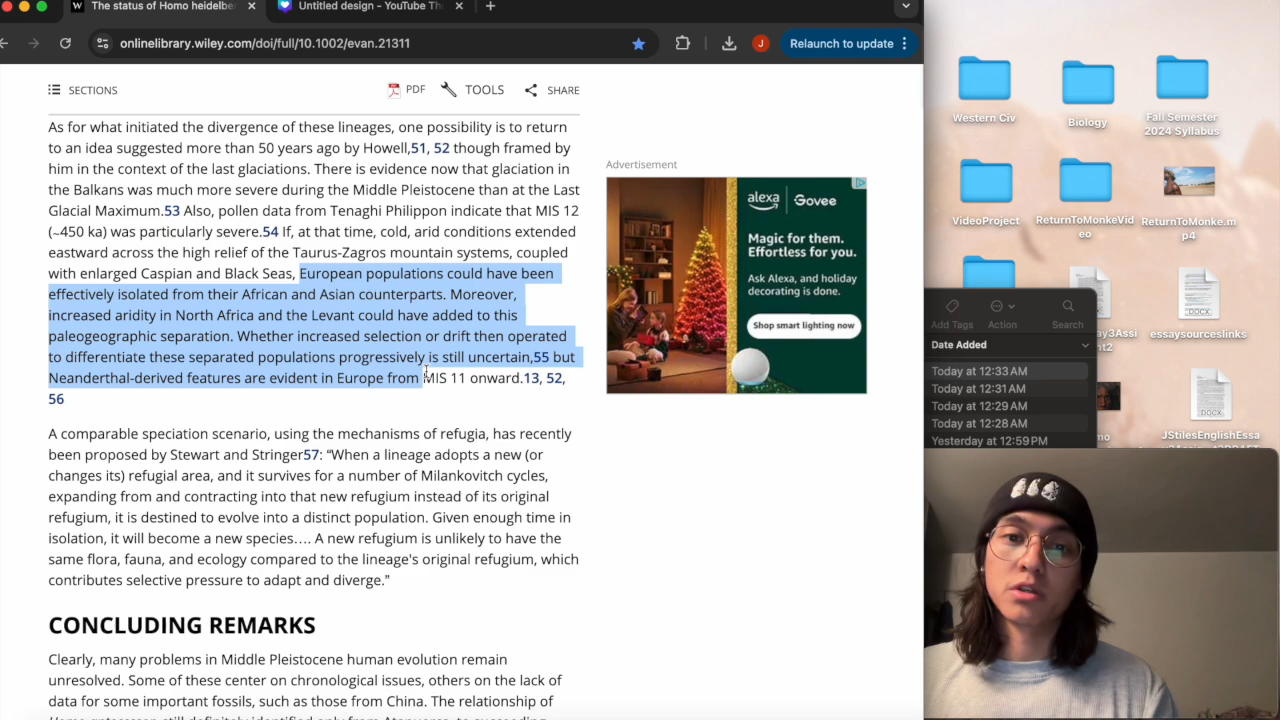 The status of Homo heidelbe
Untitled design - YouTube Th
onlinelibrary.wiley.com/doi/full/10.1002/evan.21311
J
Relaunch to update
SECTIONS
PDF
TOOLS
SHARE
As for what initiated the divergence of these lineages, one possibility is to return
to an idea suggested more than 50 years ago by Howell,51, 52 though framed by
him in the context of the last glaciations. There is evidence now that glaciation in
the Balkans was much more severe during the Middle Pleistocene than at the Last
Glacial Maximum.53 Also, pollen data from Tenaghi Philippon indicate that MIS 12
(~450 ka) was particularly severe.54 If, at that time, cold, and conditions extended
eastward across the high relief of the Taurus-Zagros mountain systems, coupled
with enlarged Caspian and Black Seas, European populations could have been
effectively isolated from their African and Asian counterparts. Moreover,
increased aridity in North Africa and the Levant could have added to this
paleogeographic separation. Whether increased selection or drift then operated
to differentiate these separated populations progressively is still uncertain,55 but
Neanderthal-derived features are evident in Europe from MIS 11 onward.13, 52,
56
A comparable speciation scenario, using the mechanisms of refugia, has recently
been proposed by Stewart and Stringer57: “When a lineage adopts a new (or
changes its) refugial area, and it survives for a number of Milankovitch cycles,
expanding from and contracting into that new refugium instead of its original
refugium, it is destined to evolve into a distinct population. Given enough time in
isolation, it will become a new species…. A new refugium is unlikely to have the
same flora, fauna, and ecology compared to the lineage's original refugium, which
contributes selective pressure to adapt and diverge.”
CONCLUDING REMARKS
Clearly, many problems in Middle Pleistocene human evolution remain
unresolved. Some of these center on chronological issues, others on the lack of
data for some important fossils, such as those from China. The relationship of
Advertisement
alexa
Govee
Magic for them.
Effortless for you.
Ask Alexa, and holiday
decorating is done.
Shop smart lighting now
Western Civ
Biology
Fall Semester
2024 Syllabus
VideoProject
ReturnToMonkeVid
eo
ReturnToMonke.m
p4
DOCX
essaysourceslinks
Add Tags
Action
Search
Date Added
Today at 12:33 AM
Today at 12:31 AM
Today at 12:29 AM
Today at 12:28 AM
Yesterday at 12:59 PM
DOCX
JStilesEnglishEssa